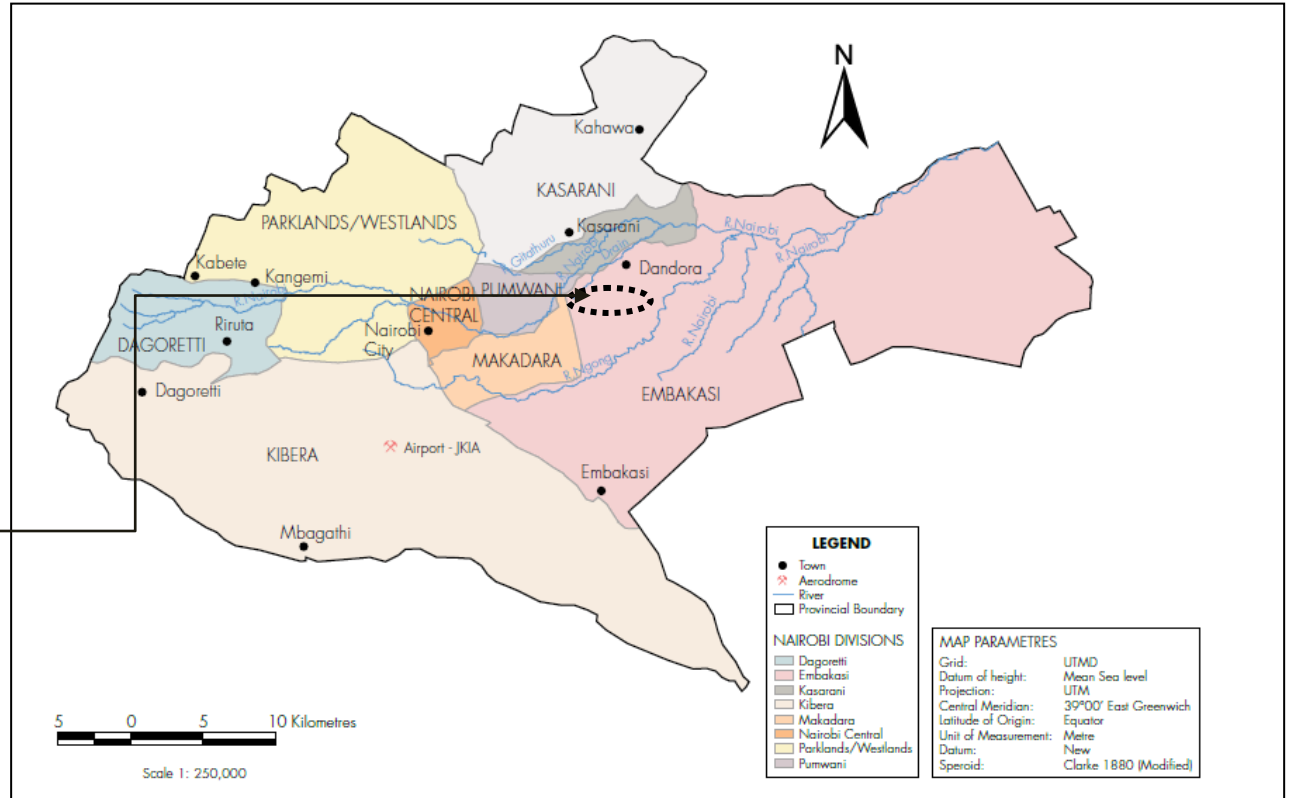 N
Kahawa
KASARANI
PARKLANDS/WESTLANDS
Kasarani
Gitathuru
R.Nairobi
Drain
R.Nairobi
R.Nairobi
Kabete
Kangemi
Dandora
R.Nairobi
NAIROBI
CENTRAL
PUMWANI
Riruta
Nairobi
City
R.Nairobi
DAGORETTI
MAKADARA
R.Ngong
Dagoretti
EMBAKASI
KIBERA
Airport - JKIA
Embakasi
Mbagathi
LEGEND
Town
Aerodrome
River
Provincial Boundary
NAIROBI DIVISIONS
Dagoretti
Embakasi
Kasarani
Kibera
Makadara
Nairobi Central
Parklands/Westlands
Pumwani
MAP PARAMETRES
Grid: UTMD
Datum of height: Mean Sea level
Projection: UTM
Central Meridian: 39°00' East Greenwich
Latitude of Origin: Equator
Unit of Measurement: Metre
Datum: New
Speroid: Clarke 1880 (Modified)
5 0 5 10 Kilometres
Scale 1: 250,000